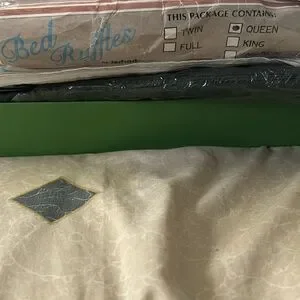 THIS PACKAGE CONTAINS
Bed
Ruffles
TWIN
QUEEN
FULL
KING